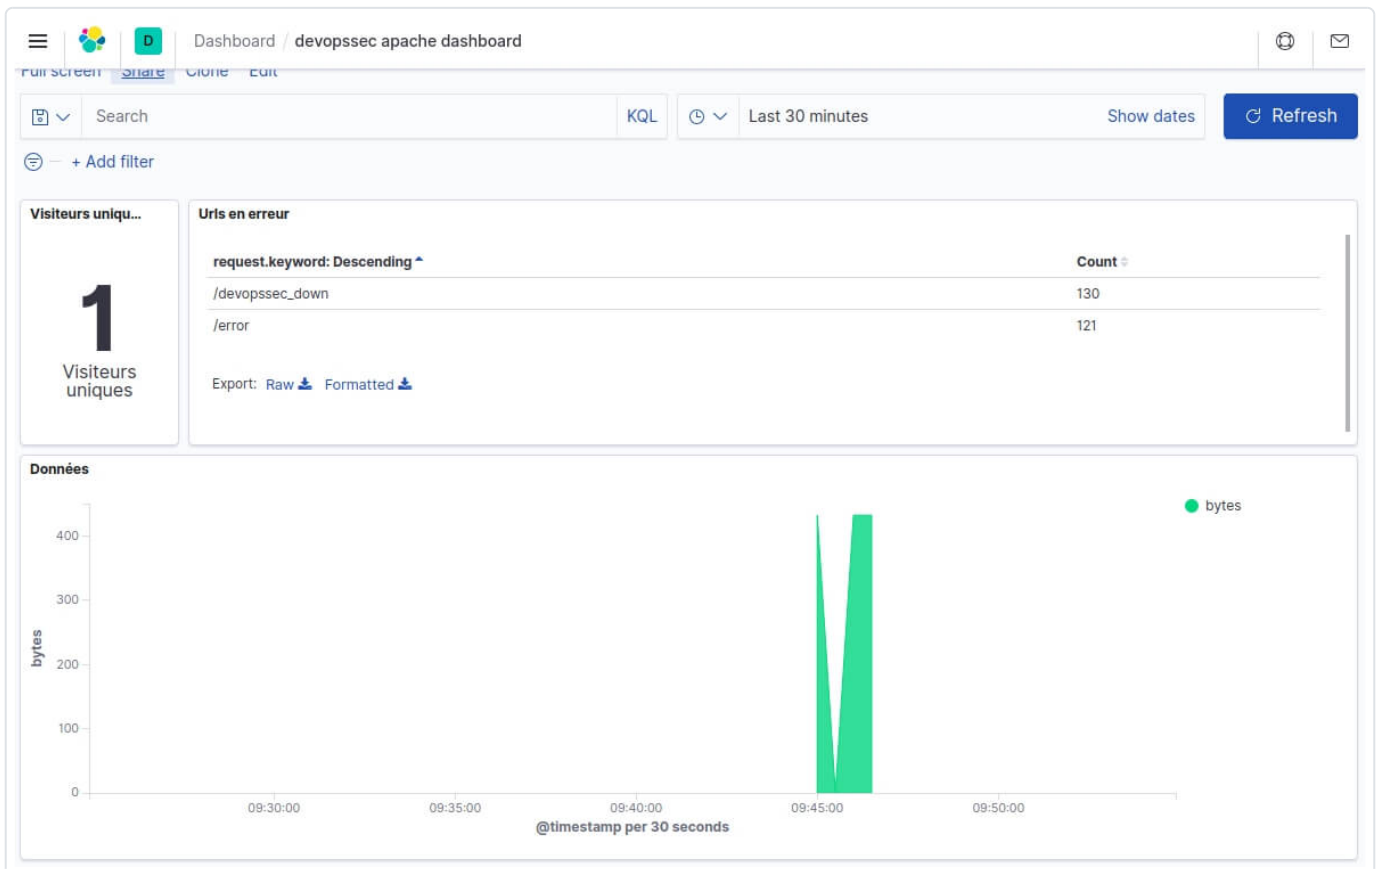 D Dashboard / devopssec apache dashboard
Full screen Share Clone Edit
Search KQL Last 30 minutes Show dates Refresh
+ Add filter
Visiteurs uniqu...
1
Visiteurs
uniques
Urls en erreur
request.keyword: Descending Count
/devopssec_down 130
/error 121
Export: Raw Formatted
Données
bytes
400
300
200
100
0
bytes
09:30:00 09:35:00 09:40:00 09:45:00 09:50:00
@timestamp per 30 seconds